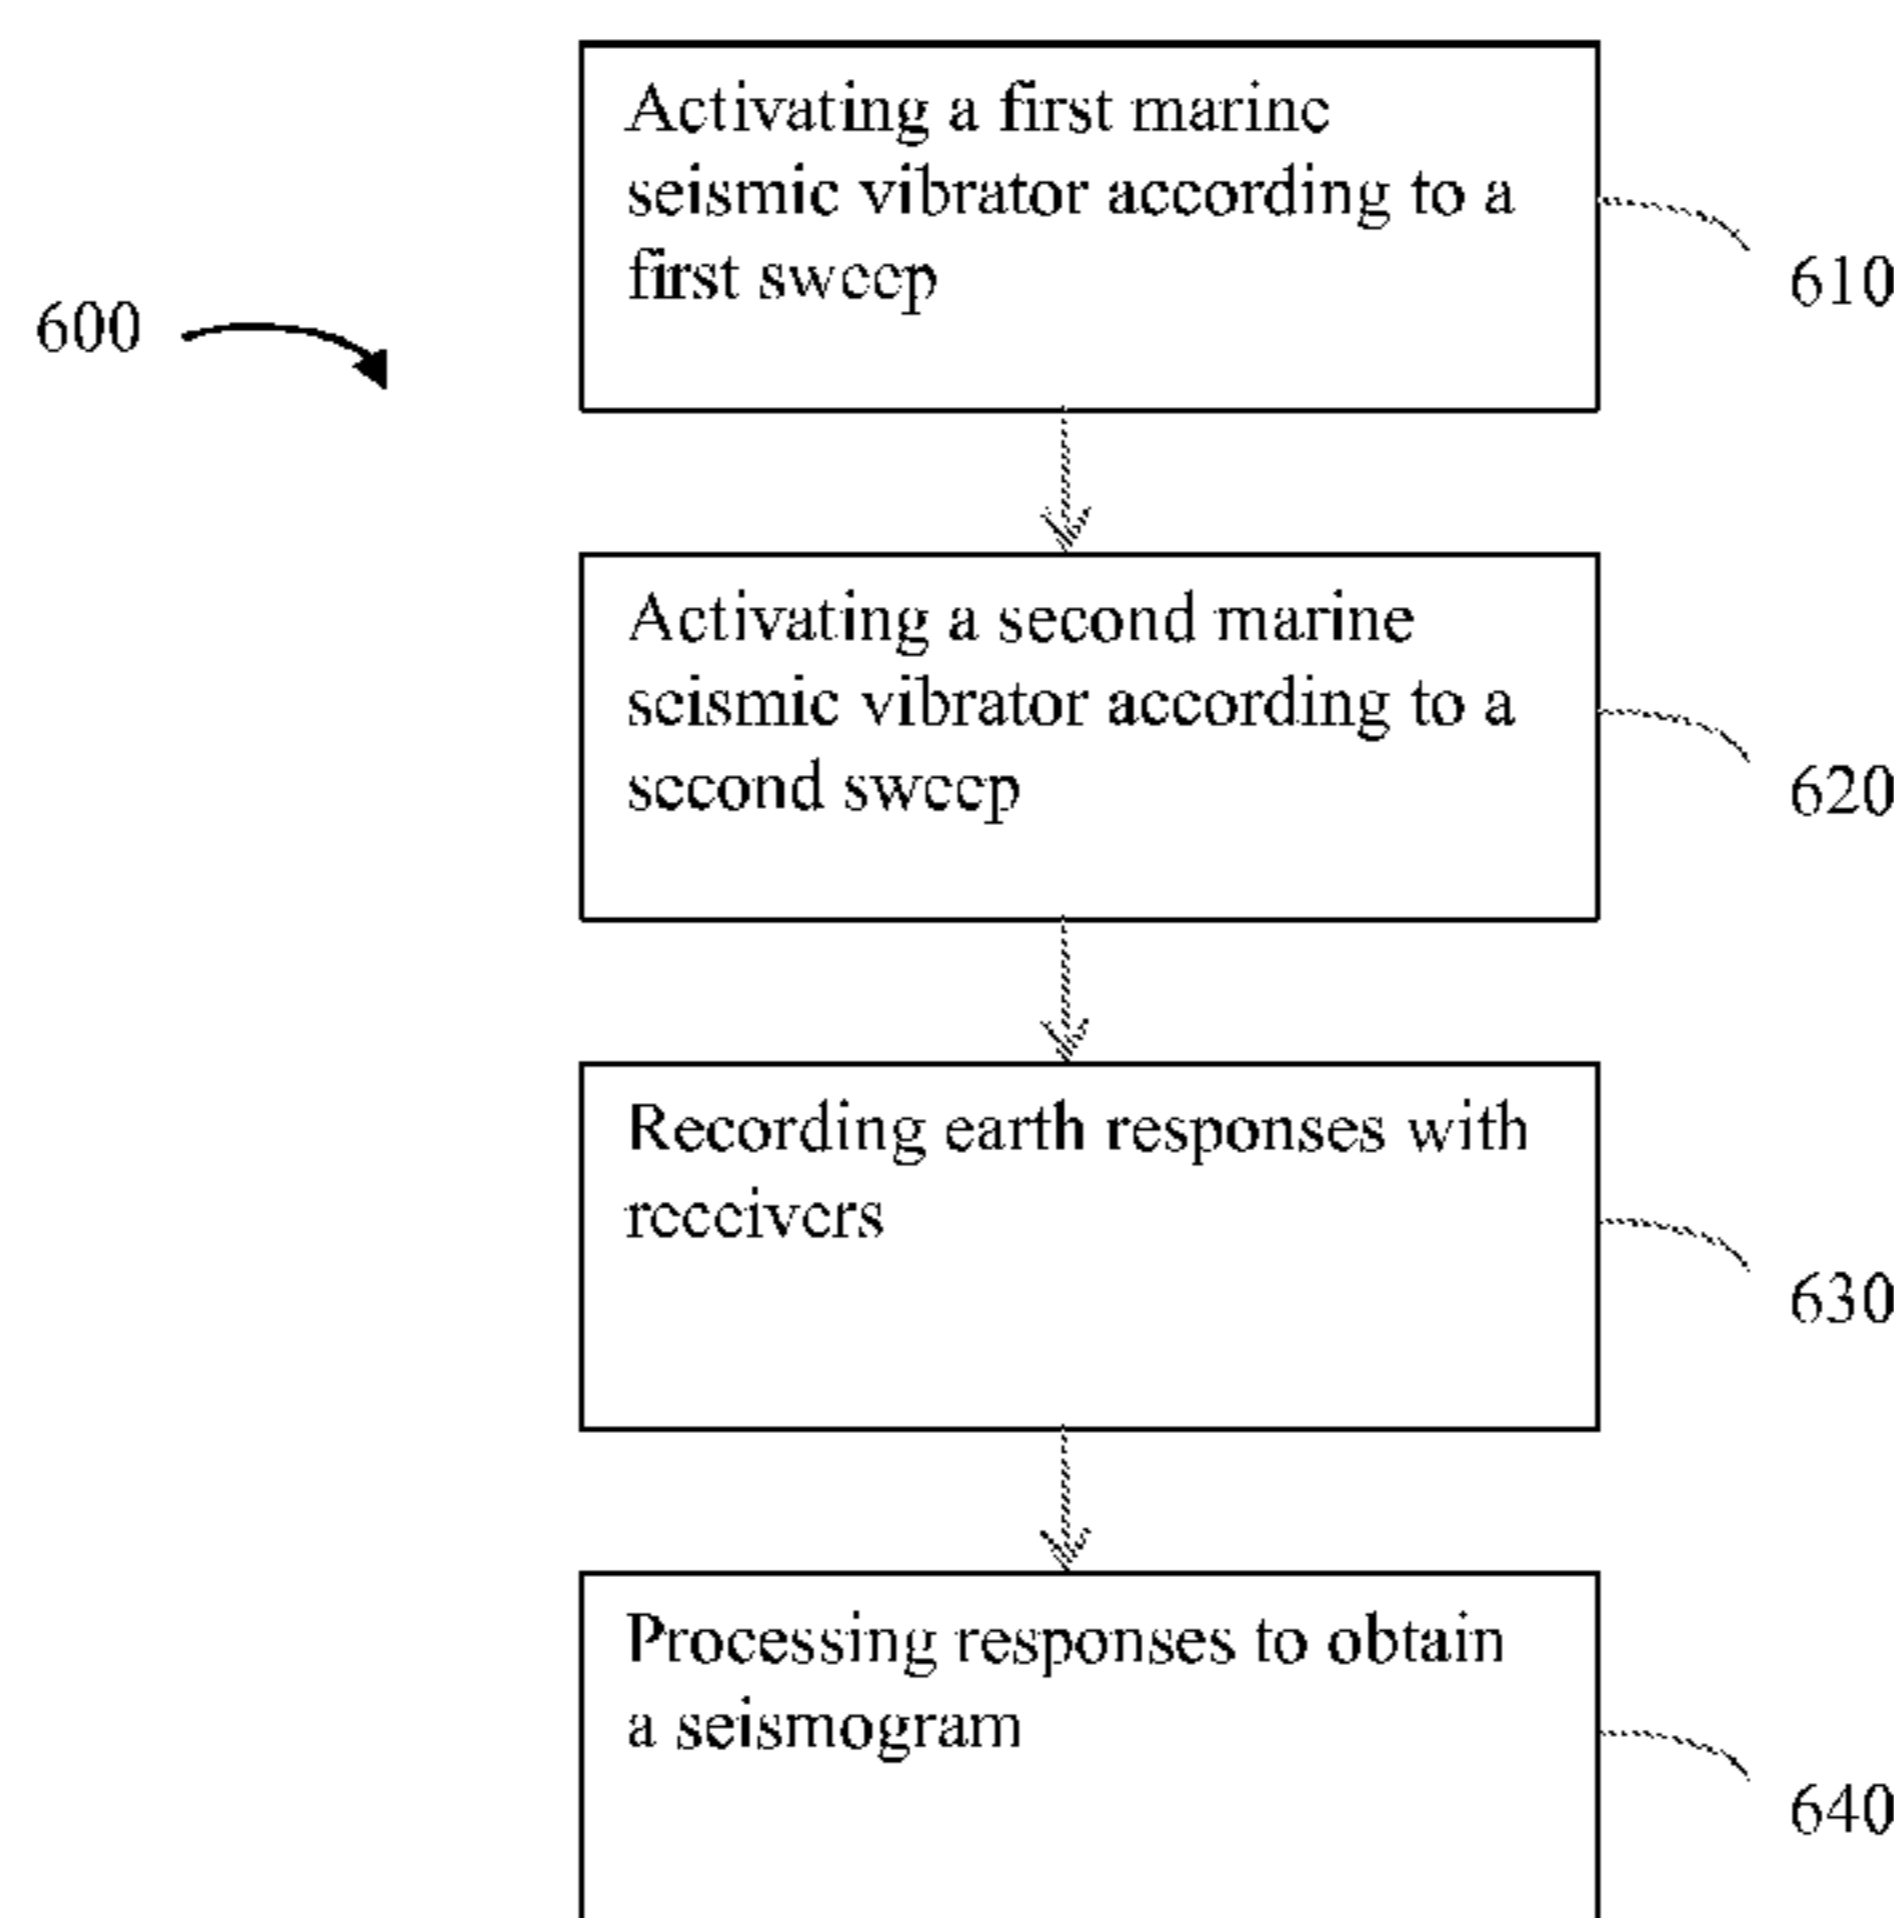 Activating a first marine
seismic vibrator according to a
first sweep
610
600
Activating a second marine
seismic vibrator according to a
second sweep
620
Recording earth responses with
receivers
630
Processing responses to obtain
a seismogram
640